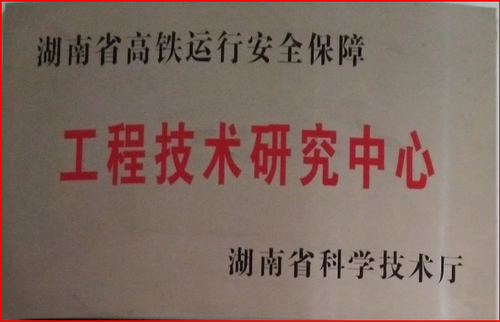 湖南省高铁运行安全保障
工程技术研究中心
湖南省科学技术厅